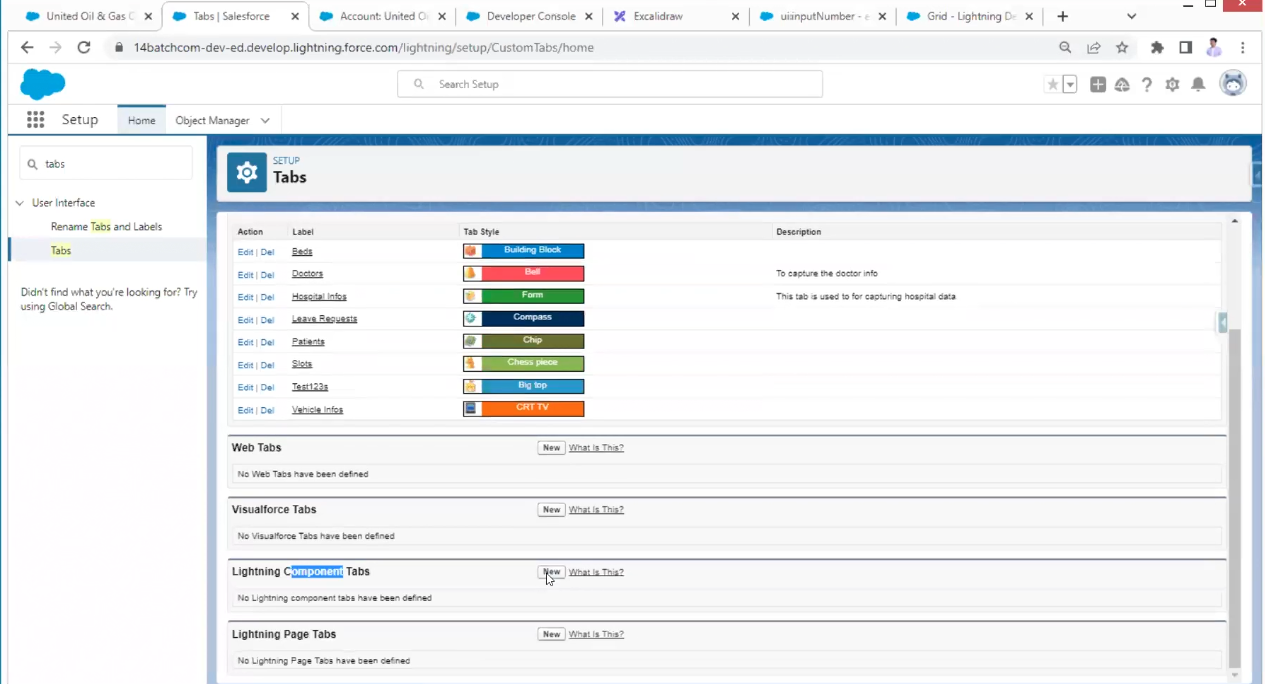 United Oil & Gas C
Tabs | Salesforce
Account: United O
Developer Console
Excalidraw
Grid - Lightning De
14batchcom-dev-ed.develop.lightning.force.com/lightning/setup/CustomTabs/home
Search Setup
Setup
Home
Object Manager
tabs
User Interface
Rename Tabs and Labels
Tabs
Didn't find what you're looking for? Try
using Global Search.
SETUP
Tabs
Action Label Tab Style Description
Edit | Del Beds Building Block
Edit | Del Doctors Bell To capture the doctor info
Edit | Del Hospital Infos Form This tab is used to for capturing hospital data
Edit | Del Leave Requests Compass
Edit | Del Patients Chip
Edit | Del Slots Chess piece
Edit | Del Test123s Big top
Edit | Del Vehicle Infos CRT TV
Web Tabs New What Is This?
No Web Tabs have been defined
Visualforce Tabs New What Is This?
No Visualforce Tabs have been defined
Lightning Component Tabs New What Is This?
No Lightning component tabs have been defined
Lightning Page Tabs New What Is This?
No Lightning Page Tabs have been defined